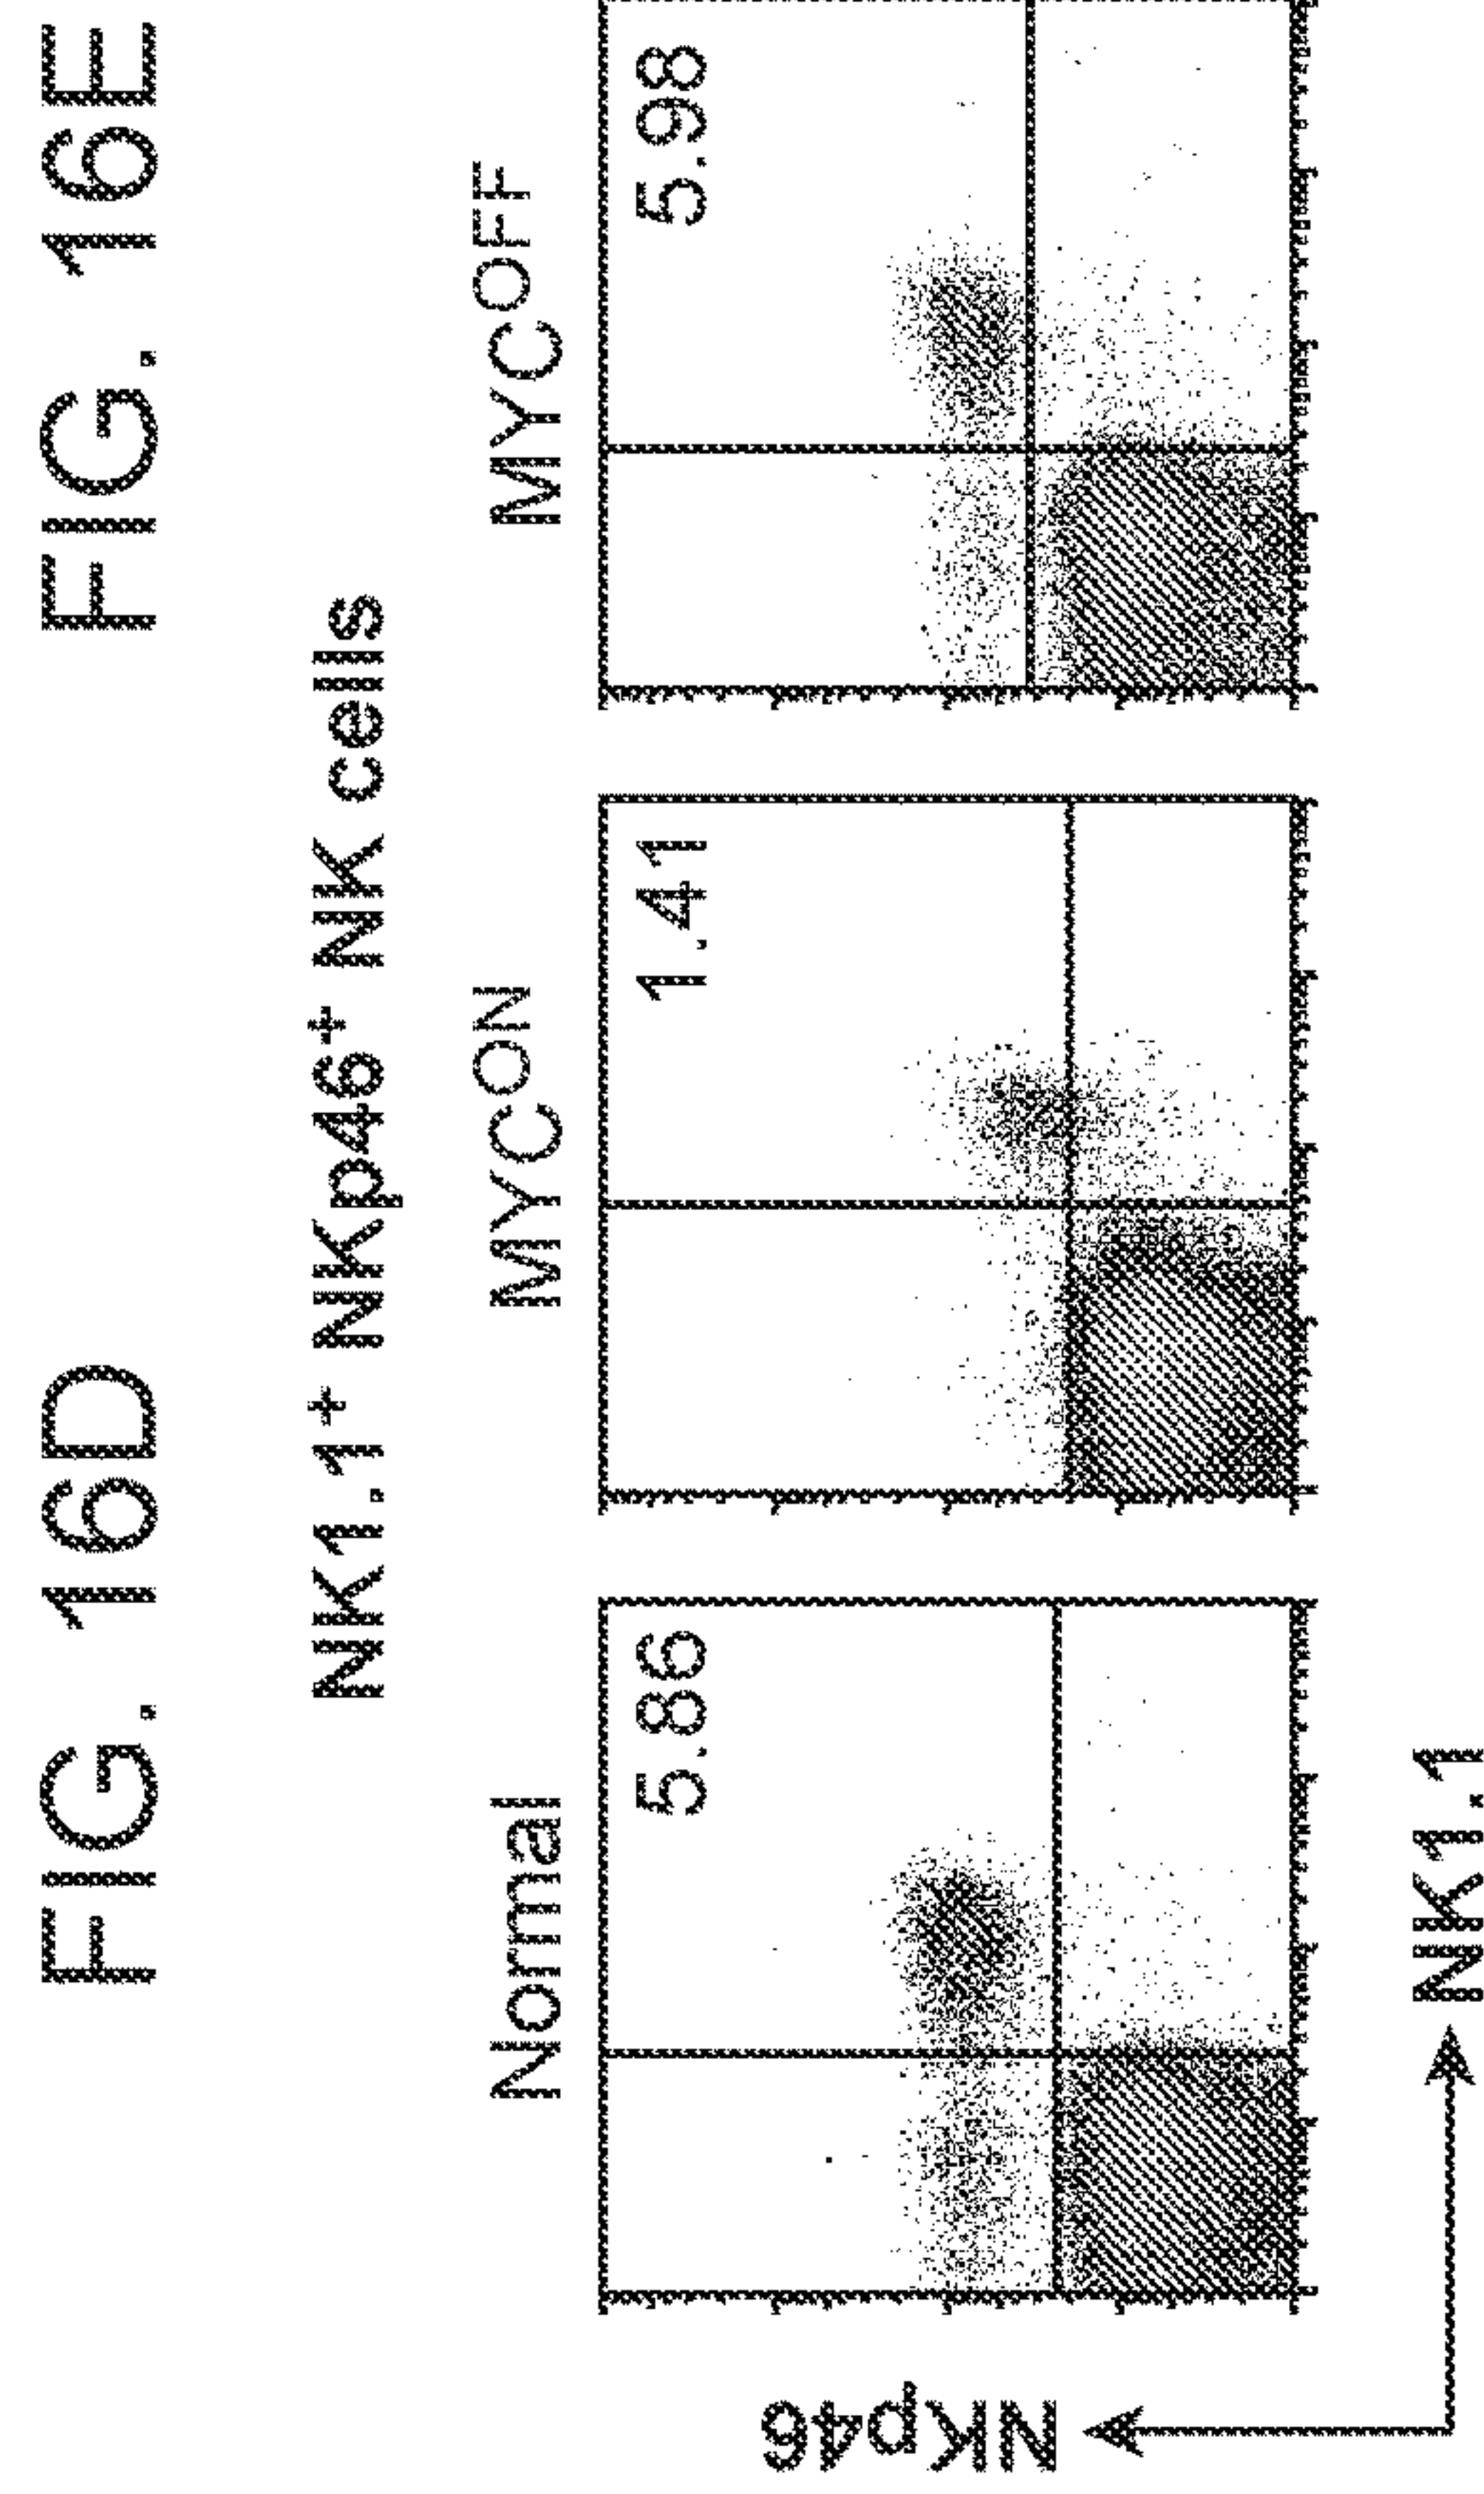 FIG. 16D
FIG. 16E
NK1.1⁺ NKp46⁺ NK cells
Normal
MYCᴼᴺ
MYCᴼFF
5.86
1.41
5.98
NKp46
NK1.1